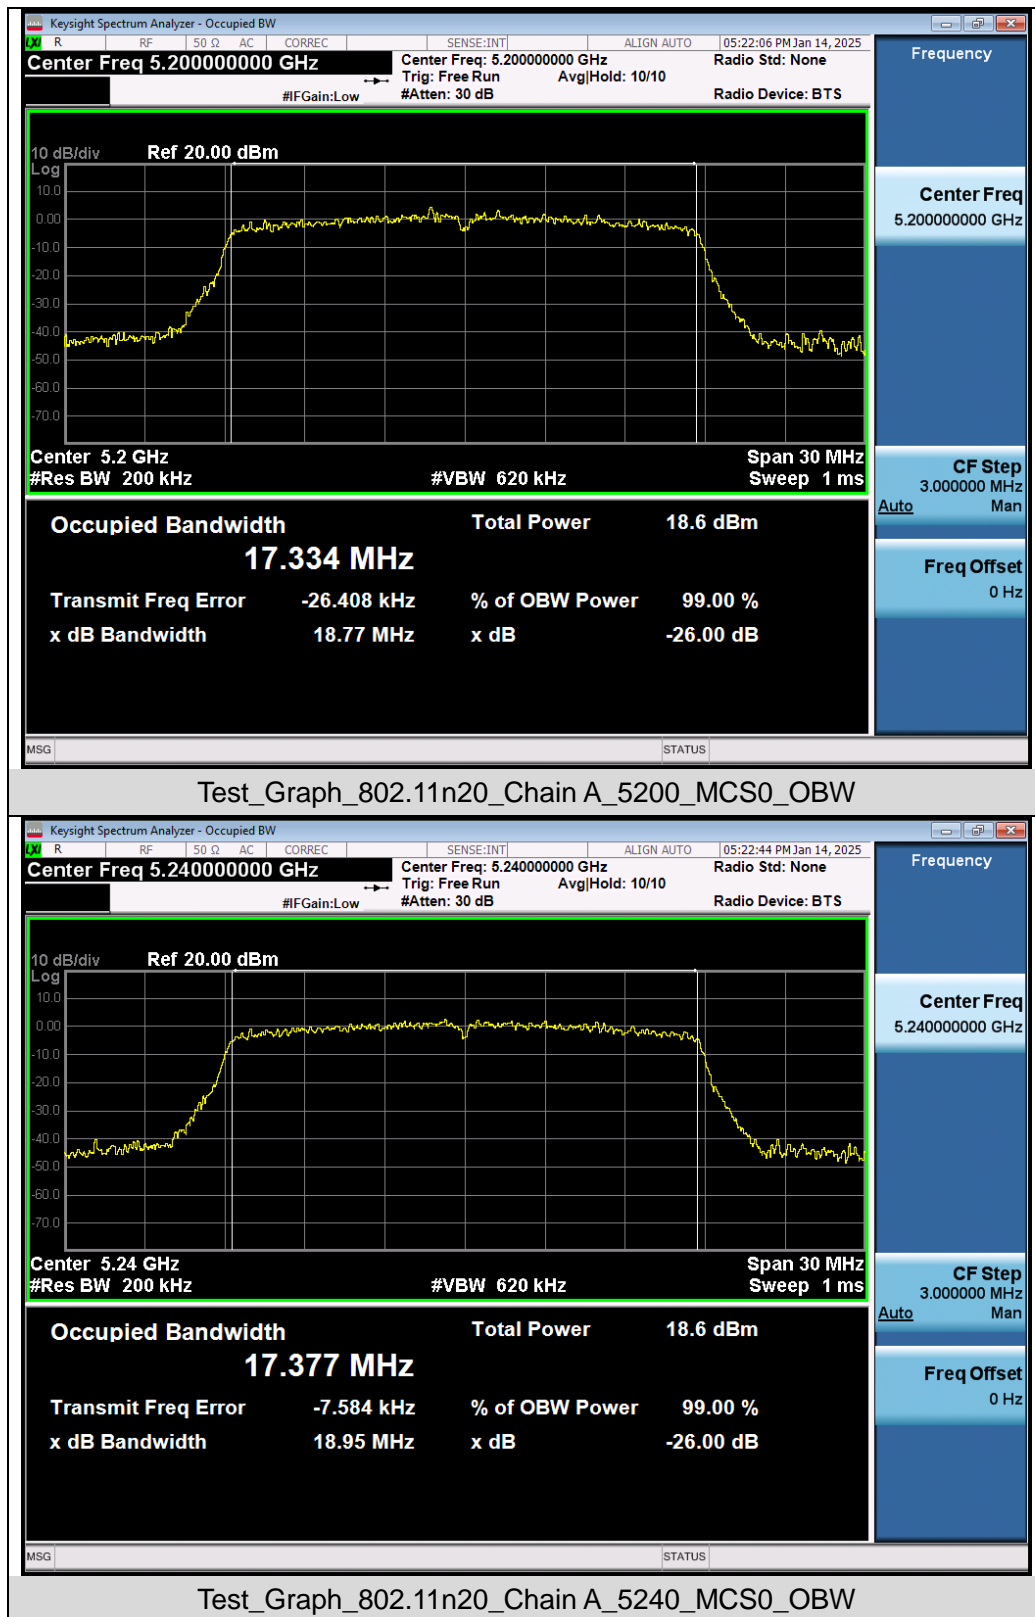 Keysight Spectrum Analyzer - Occupied BW
LXI R RF 50 Ω AC CORREC SENSE:INT ALIGN AUTO 05:22:06 PM Jan 14, 2025
Center Freq 5.200000000 GHz
Center Freq: 5.200000000 GHz
Radio Std: None
Trig: Free Run Avg|Hold: 10/10
#IFGain:Low
#Atten: 30 dB
Radio Device: BTS
10 dB/div Ref 20.00 dBm
Log
10.0
0.00
-10.0
-20.0
-30.0
-40.0
-50.0
-60.0
-70.0
Center 5.2 GHz Span 30 MHz
#Res BW 200 kHz #VBW 620 kHz Sweep 1 ms
Occupied Bandwidth Total Power 18.6 dBm
17.334 MHz
Transmit Freq Error -26.408 kHz % of OBW Power 99.00 %
x dB Bandwidth 18.77 MHz x dB -26.00 dB
MSG STATUS
Frequency
Center Freq
5.200000000 GHz
CF Step
3.000000 MHz
Auto Man
Freq Offset
0 Hz
Test_Graph_802.11n20_Chain A_5200_MCS0_OBW
Keysight Spectrum Analyzer - Occupied BW
LXI R RF 50 Ω AC CORREC SENSE:INT ALIGN AUTO 05:22:44 PM Jan 14, 2025
Center Freq 5.240000000 GHz
Center Freq: 5.240000000 GHz
Radio Std: None
Trig: Free Run Avg|Hold: 10/10
#IFGain:Low
#Atten: 30 dB
Radio Device: BTS
10 dB/div Ref 20.00 dBm
Log
10.0
0.00
-10.0
-20.0
-30.0
-40.0
-50.0
-60.0
-70.0
Center 5.24 GHz Span 30 MHz
#Res BW 200 kHz #VBW 620 kHz Sweep 1 ms
Occupied Bandwidth Total Power 18.6 dBm
17.377 MHz
Transmit Freq Error -7.584 kHz % of OBW Power 99.00 %
x dB Bandwidth 18.95 MHz x dB -26.00 dB
MSG STATUS
Frequency
Center Freq
5.240000000 GHz
CF Step
3.000000 MHz
Auto Man
Freq Offset
0 Hz
Test_Graph_802.11n20_Chain A_5240_MCS0_OBW